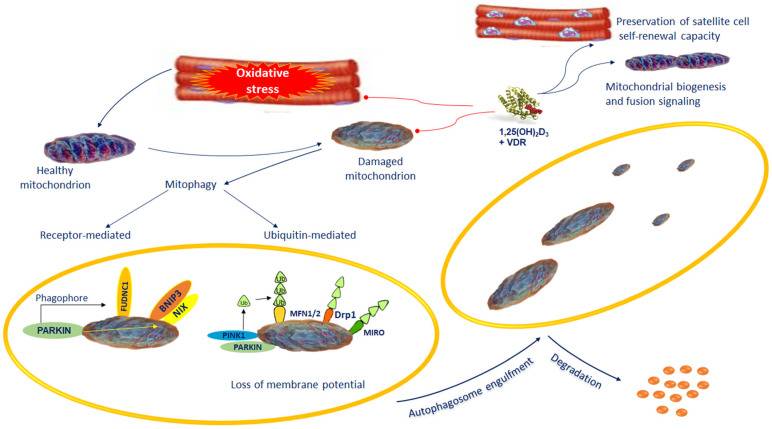 Preservation of satellite cell
self-renewal capacity
Oxidative
stress
Mitochondrial biogenesis
and fusion signaling
1,25(OH)₂D₃
+ VDR
Healthy
mitochondrion
Damaged
mitochondrion
Mitophagy
Receptor-mediated
Ubiquitin-mediated
Phagophore
PARKIN
FUDNC1
BNIP3
NIX
Ub
Ub
Ub
Ub
MFN1/2
Drp1
MIRO
PINK1
PARKIN
Loss of membrane potential
Autophagosome engulfment
Degradation